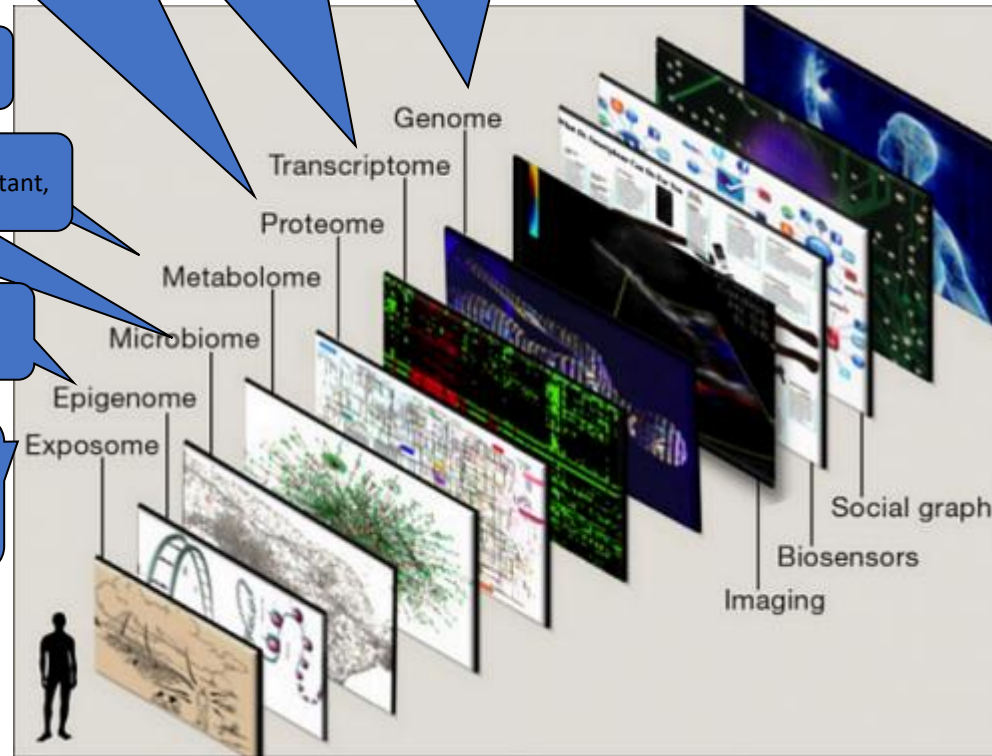 Genome
Transcriptome
tant,
Proteome
Metabolome
Microbiome
Epigenome
Exposome
Social graph
Biosensors
Imaging